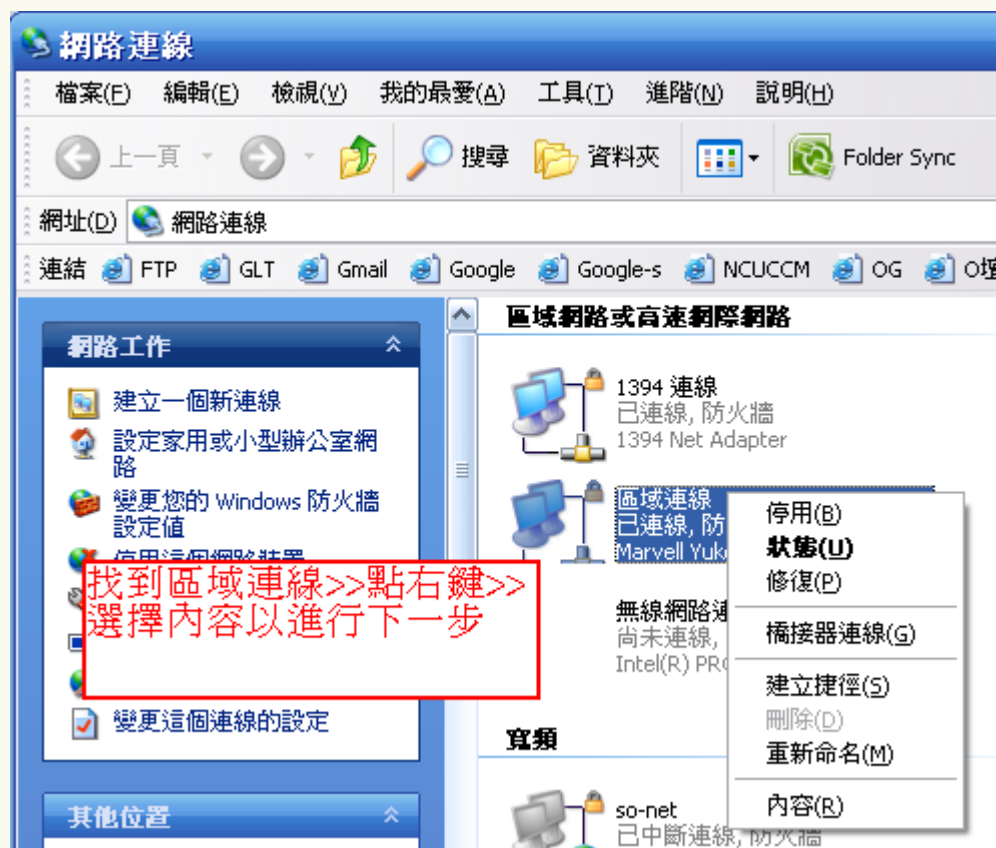 網路連線
檔案(F) 編輯(E) 檢視(V) 我的最愛(A) 工具(T) 進階(N) 說明(H)
上一頁 搜尋 資料夾 Folder Sync
網址(D) 網路連線
連結 FTP GLT Gmail Google Google-s NCUCCM OG
網路工作
建立一個新連線
設定家用或小型辦公室網
路
變更您的 Windows 防火牆
設定值
停用這個網路裝置
找到區域連線>>點右鍵>>
選擇內容以進行下一步
變更這個連線的設定
其他位置
區域網路或高速網際網路
1394 連線
已連線, 防火牆
1394 Net Adapter
區域連線
已連線, 防
Marvell Yuk
無線網路連
尚未連線,
Intel(R) PR
寬頻
so-net
已中斷連線, 防火牆
停用(B)
狀態(U)
修復(P)
橋接器連線(G)
建立捷徑(S)
刪除(D)
重新命名(M)
內容(R)